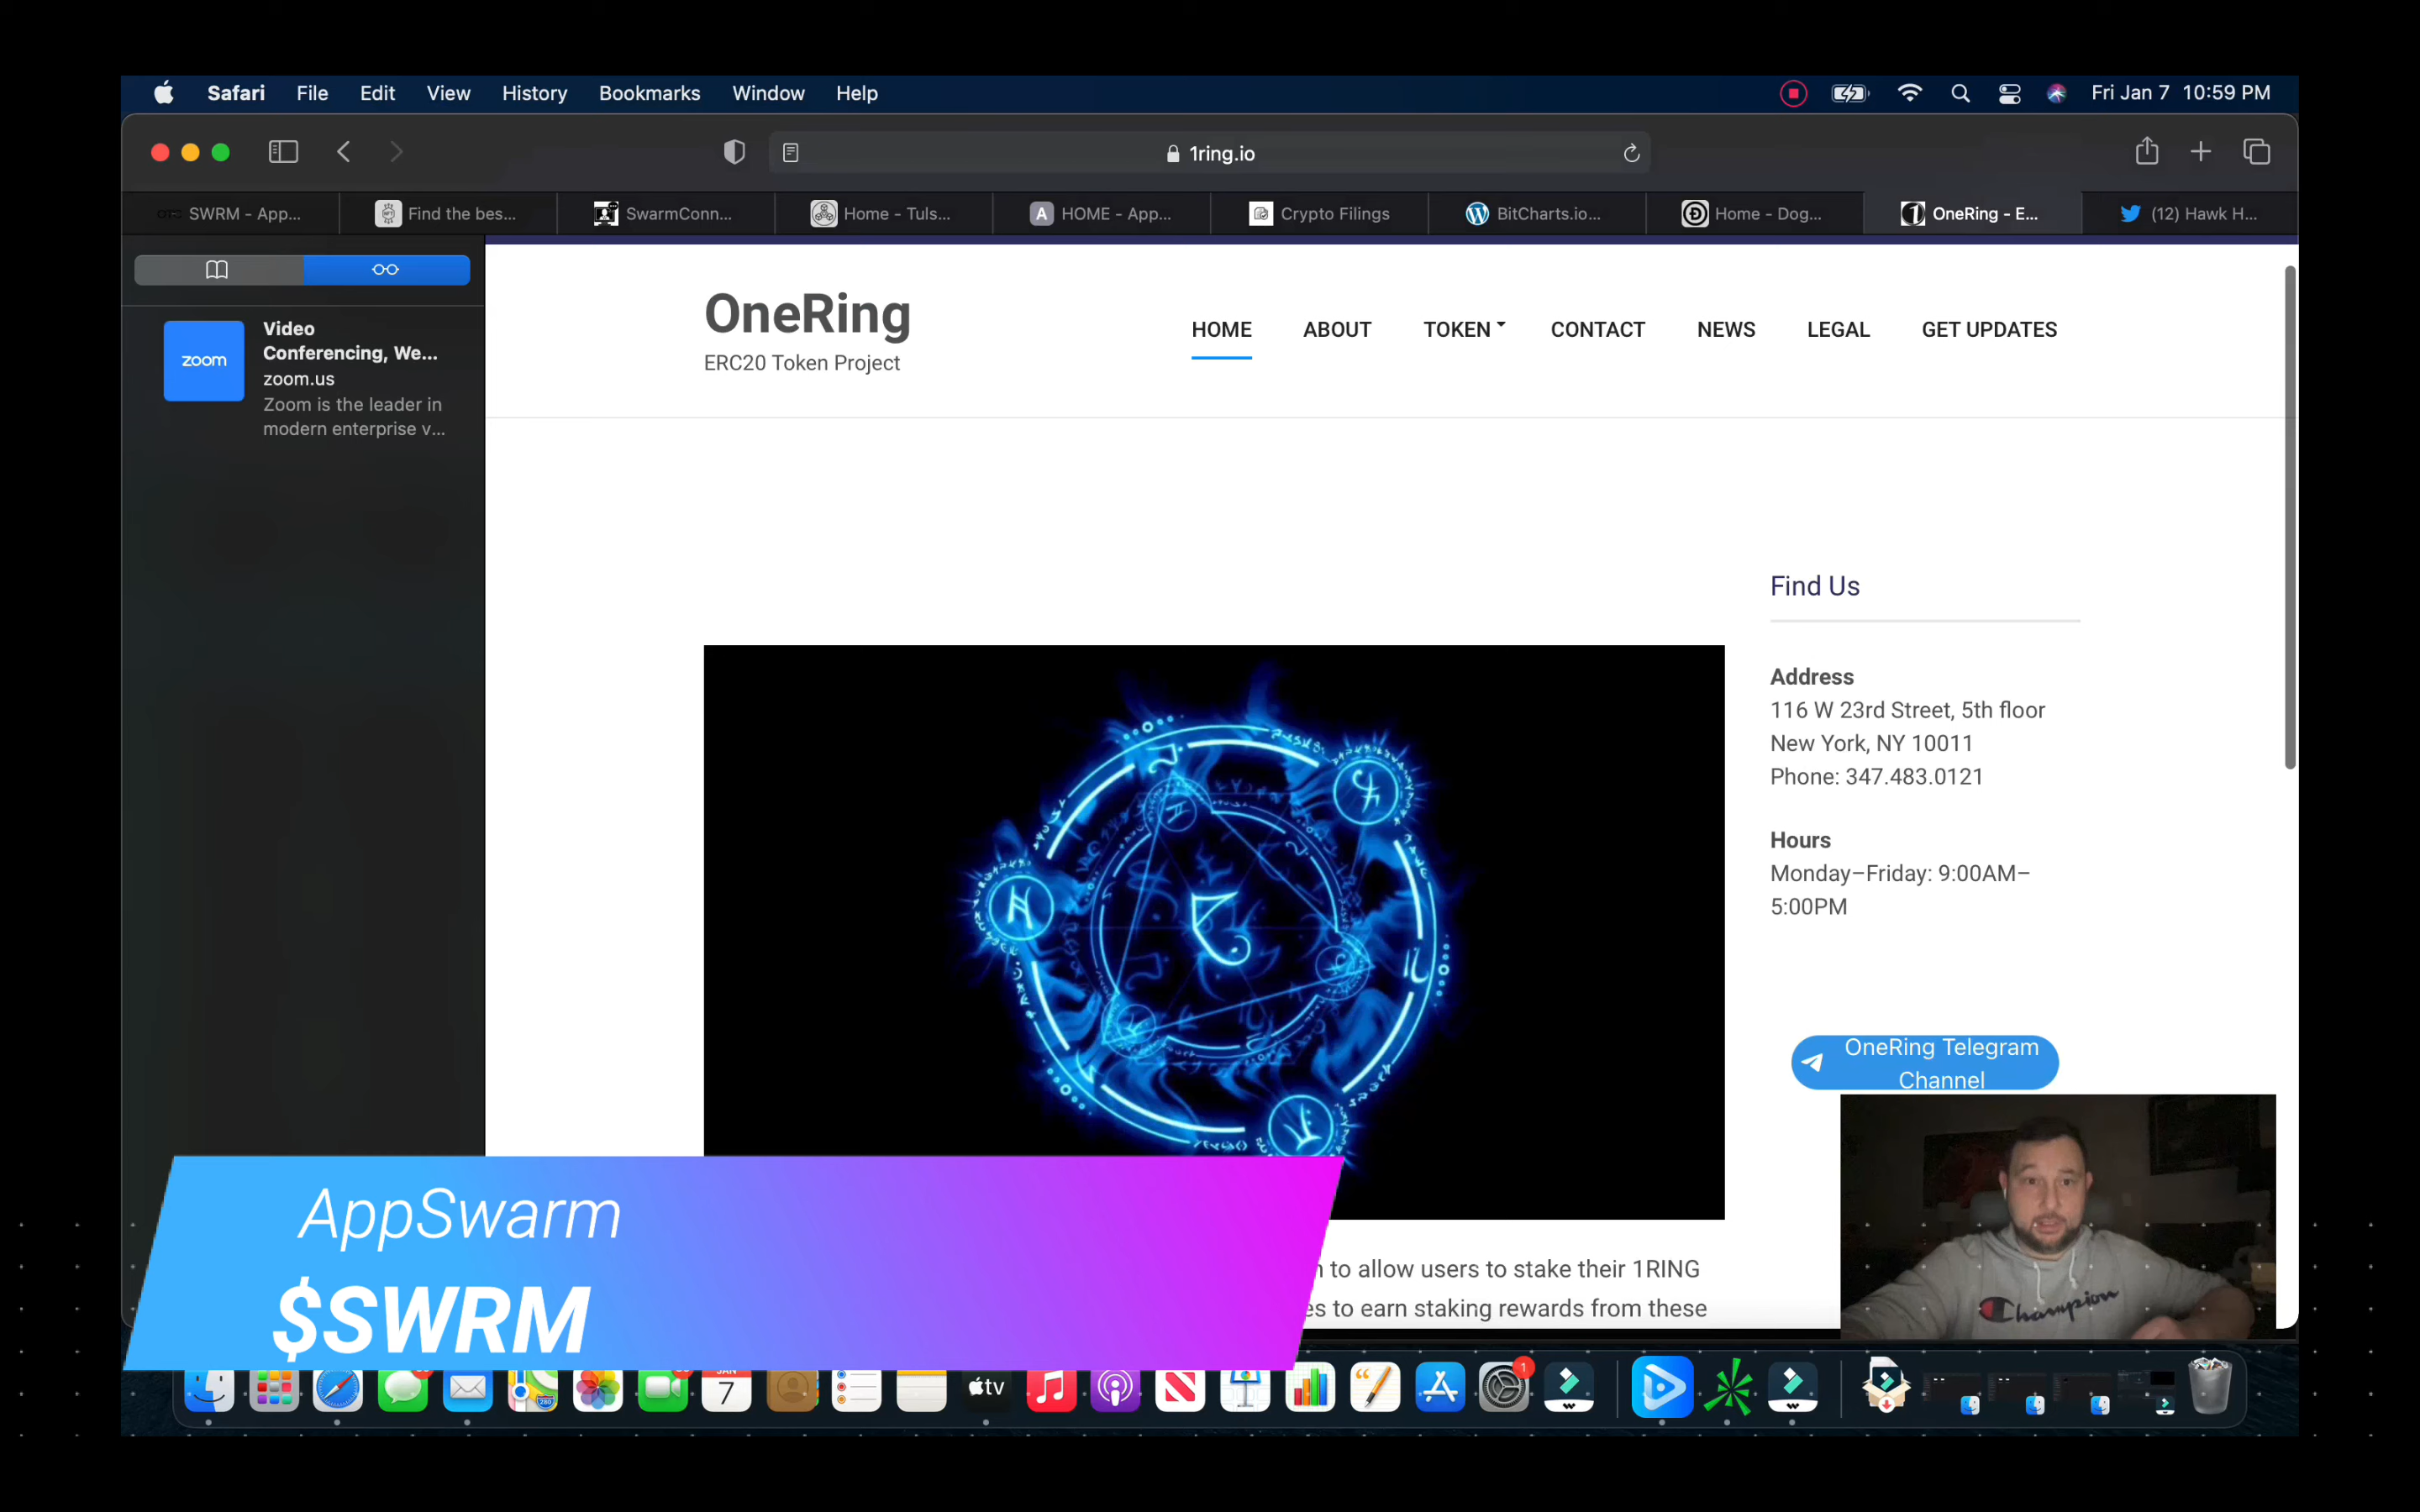 Safari File Edit View History Bookmarks Window Help
Fri Jan 7 10:59 PM
1ring.io
SWRM - App...
Find the bes...
SwarmConn...
Home - Tuls...
HOME - App...
Crypto Filings
BitCharts.io...
Home - Dog...
OneRing - E...
(12) Hawk H...
zoom
Video
Conferencing, We...
zoom.us
Zoom is the leader in
modern enterprise v...
OneRing
ERC20 Token Project
HOME ABOUT TOKEN CONTACT NEWS LEGAL GET UPDATES
Find Us
Address
116 W 23rd Street, 5th floor
New York, NY 10011
Phone: 347.483.0121
Hours
Monday–Friday: 9:00AM–
5:00PM
OneRing Telegram
Channel
to allow users to stake their 1RING
to earn staking rewards from these
Champion
AppSwarm
$SWRM
JAN
7
tv
1